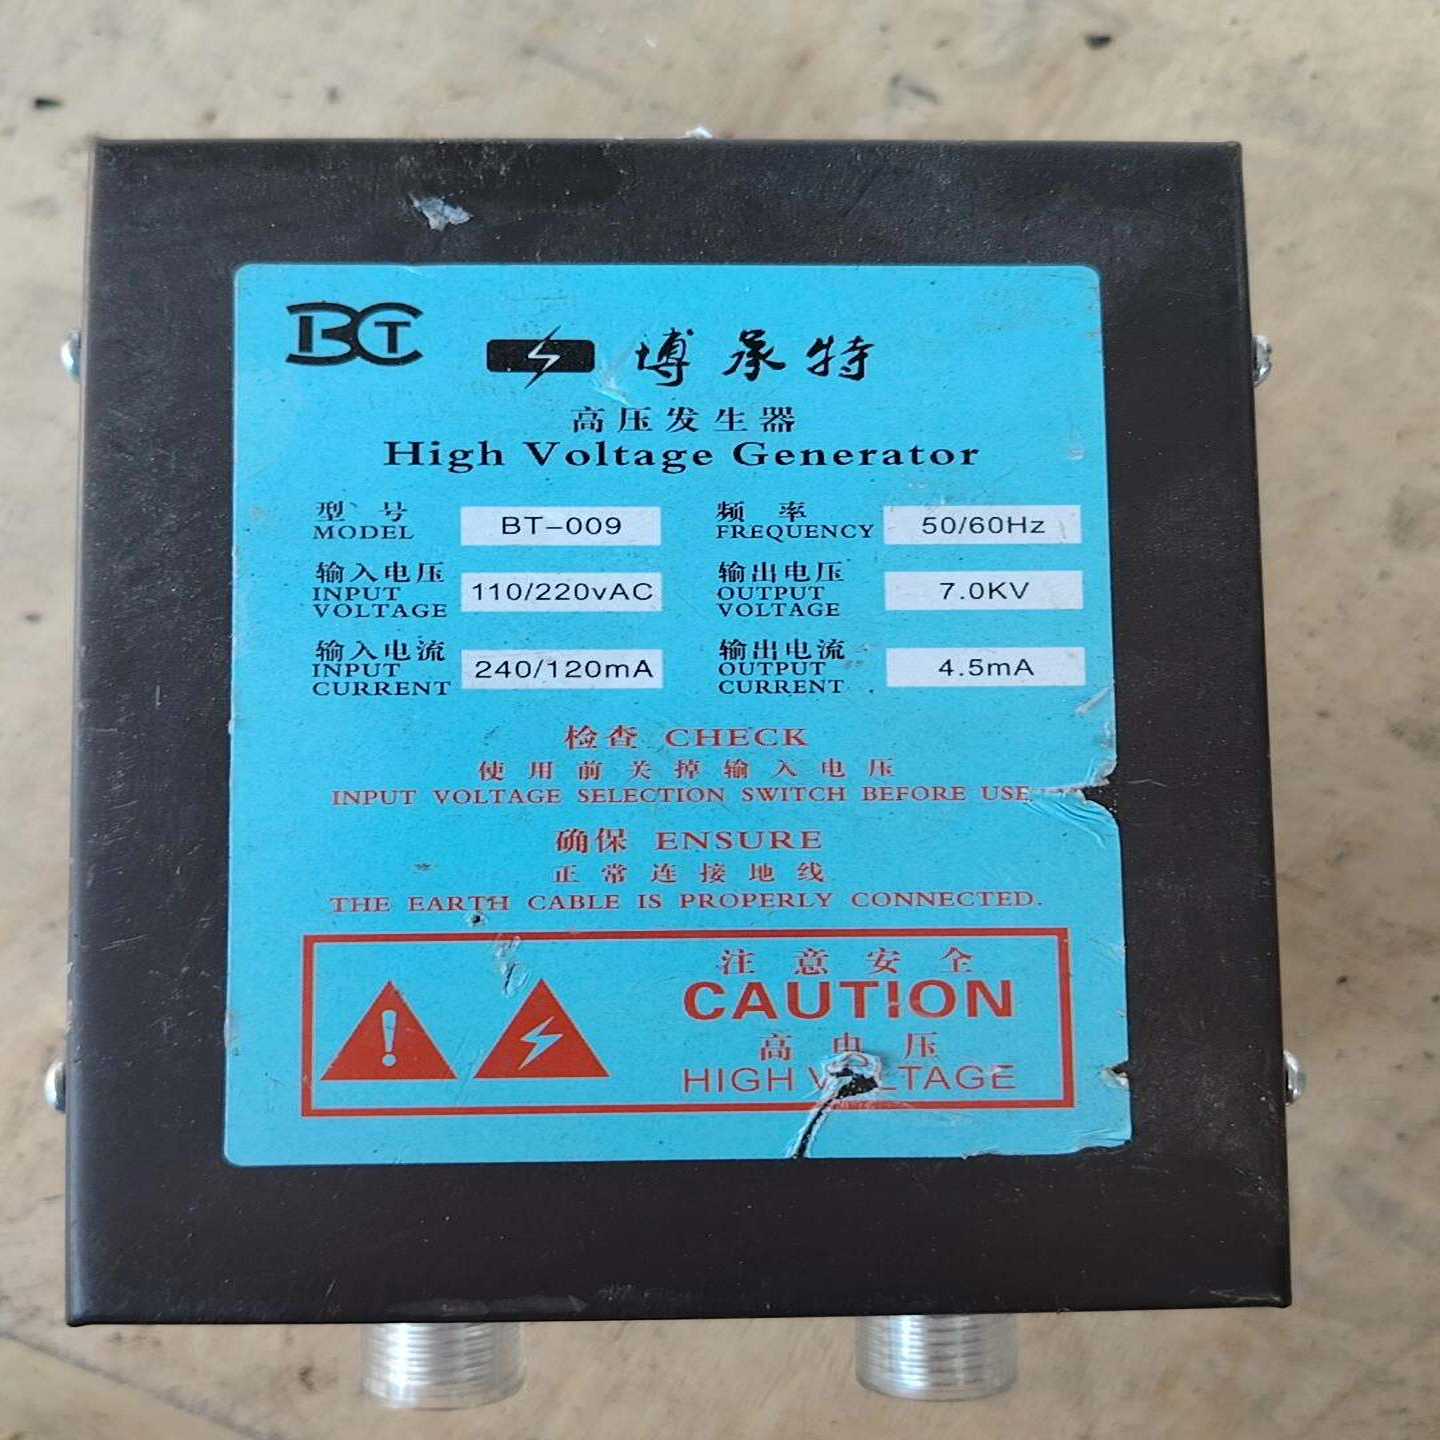 BCT
博承特
高压发生器
High Voltage Generator
型号 MODEL BT-009
频率 FREQUENCY 50/60Hz
输入电压 INPUT VOLTAGE 110/220vAC
输出电压 OUTPUT VOLTAGE 7.0KV
输入电流 INPUT CURRENT 240/120mA
输出电流 OUTPUT CURRENT 4.5mA
检查 CHECK
使用前关掉输入电压
INPUT VOLTAGE SELECTION SWITCH BEFORE USE
确保 ENSURE
正常连接地线
THE EARTH CABLE IS PROPERLY CONNECTED.
注意安全
CAUTION
高电压
HIGH VOLTAGE